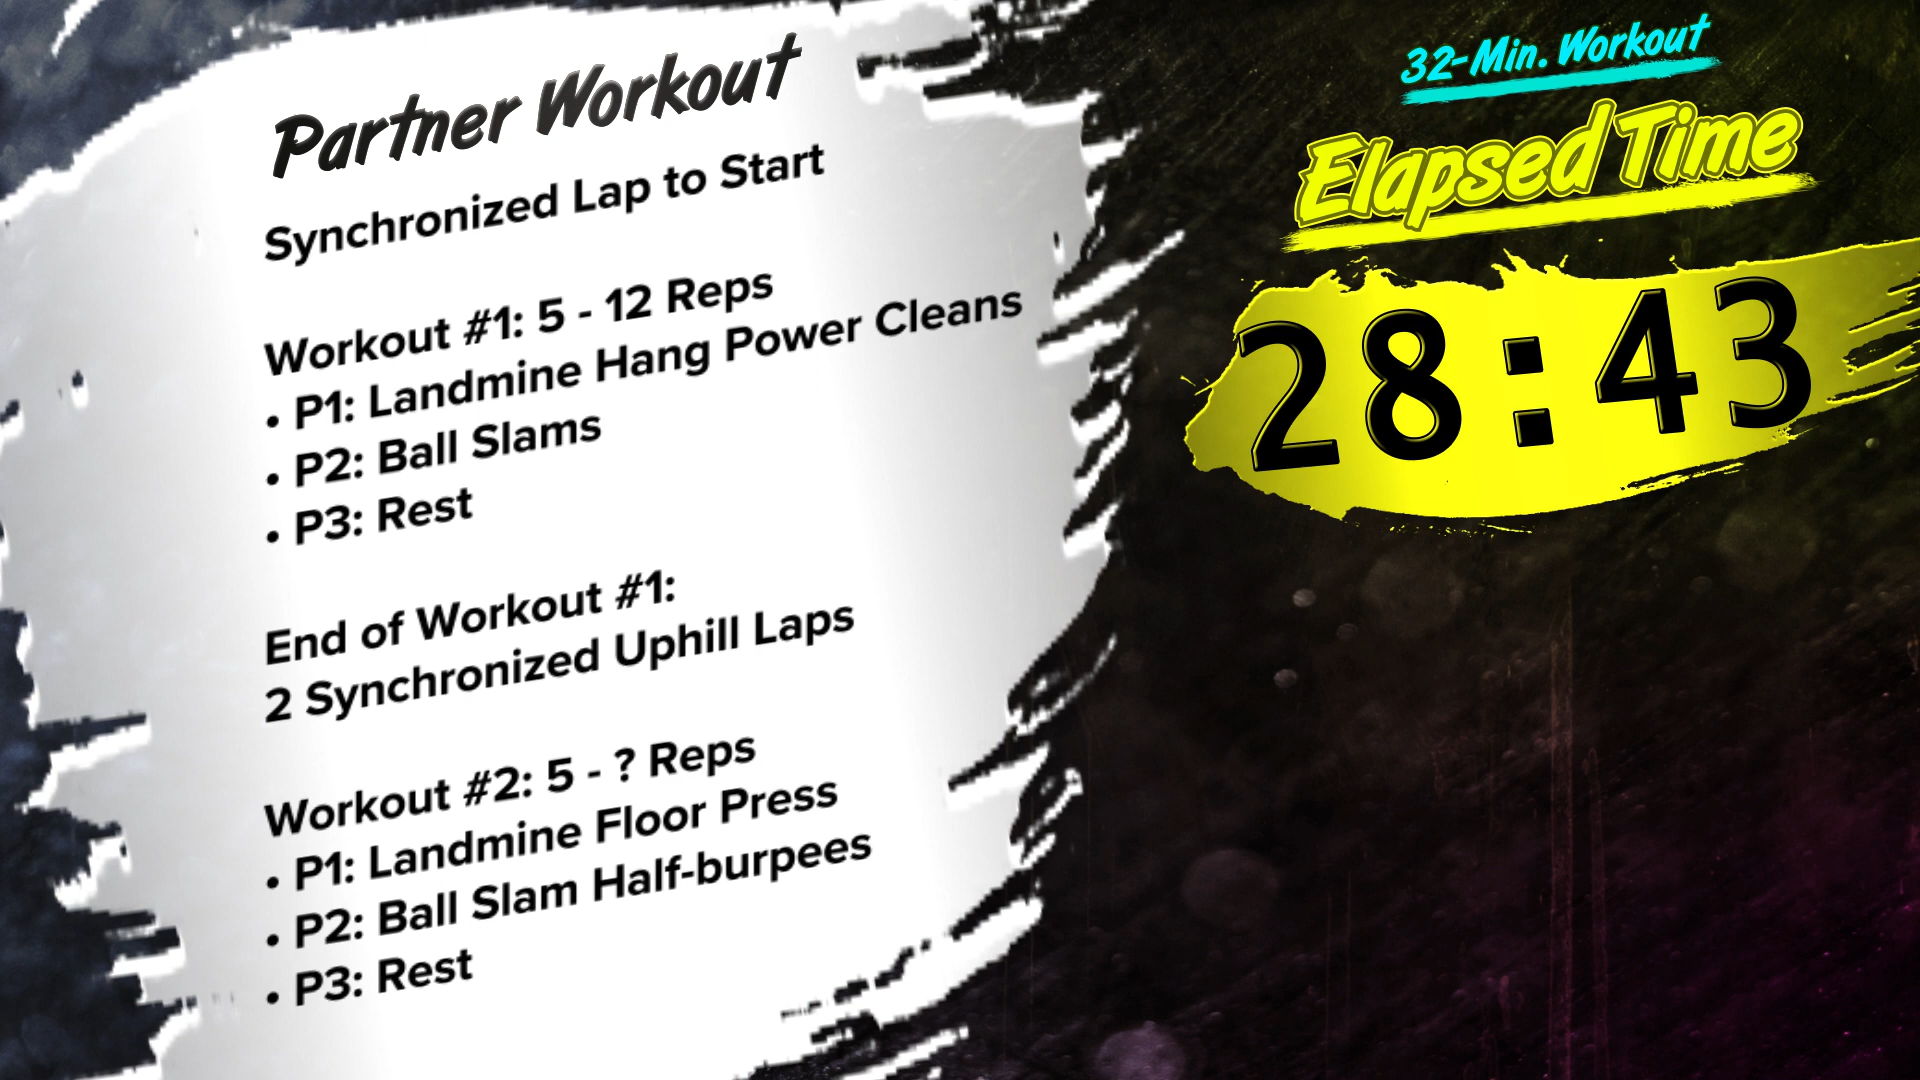 Partner Workout
Synchronized Lap to Start
Workout #1: 5 - 12 Reps
• P1: Landmine Hang Power Cleans
• P2: Ball Slams
• P3: Rest
End of Workout #1:
2 Synchronized Uphill Laps
Workout #2: 5 - ? Reps
• P1: Landmine Floor Press
• P2: Ball Slam Half-burpees
• P3: Rest
32-Min. Workout
Elapsed Time
28:43